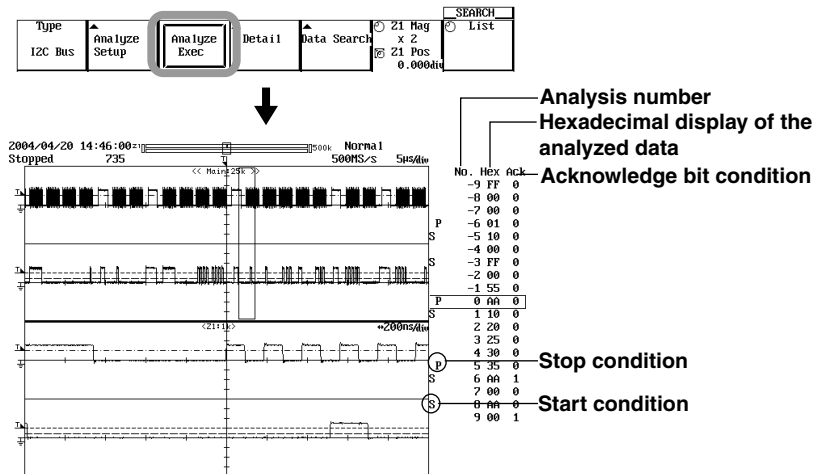 SEARCH
Type
I2C Bus
Analyze
Setup
Analyze
Exec
Detail
Data Search
Z1 Mag
x 2
Z1 Pos
0.000div
List
Analysis number
Hexadecimal display of the
analyzed data
Acknowledge bit condition
2004/04/20 14:46:00
500k Normal
Stopped 735 500MS/s 5µs/div
<< Main:25k >>
No. Hex Ack
-9 FF 0
-8 00 0
-7 00 0
P -6 01 0
S -5 10 0
-4 00 0
S -3 FF 0
-2 00 0
-1 55 0
P 0 AA 0
S 1 10 0
2 20 0
3 25 0
4 30 0
P 5 35 0
S 6 AA 1
7 00 0
S 8 AA 0
9 00 1
<Z1:1k>
200ns/div
Stop condition
Start condition